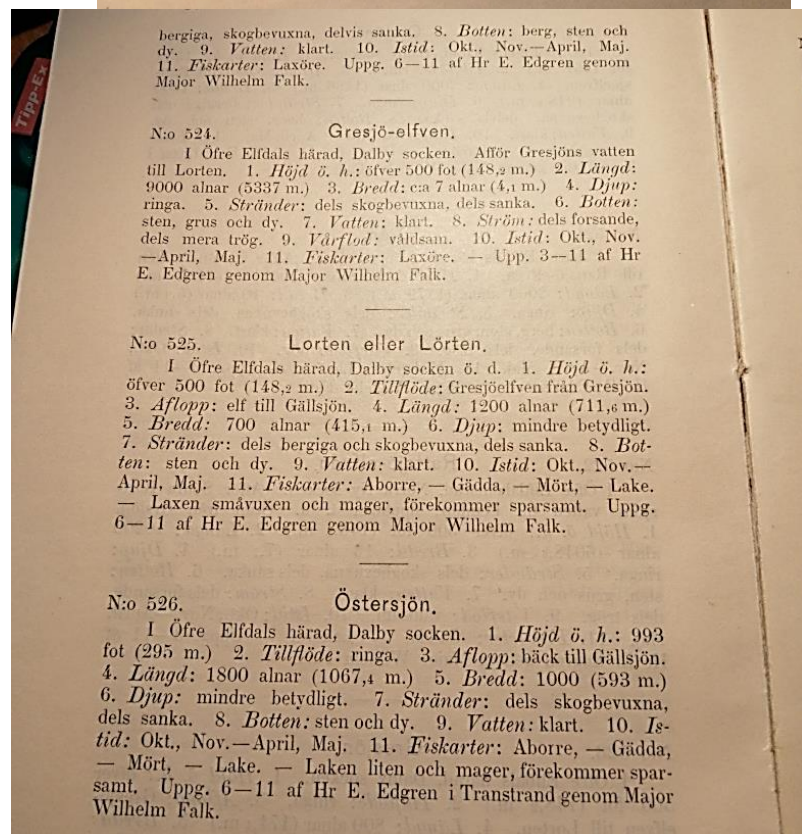 Tipp-Ex
bergiga, skogbevuxna, delvis sanka. 8. Botten: berg, sten och
dy. 9. Vatten: klart. 10. Istid: Okt., Nov.—April, Maj.
11. Fiskarter: Laxöre. Uppg. 6—11 af Hr E. Edgren genom
Major Wilhelm Falk.
N:o 524. Gresjö-elfven.
I Öfre Elfdals härad, Dalby socken. Afför Gresjöns vatten
till Lorten. 1. Höjd ö. h.: öfver 500 fot (148,2 m.) 2. Längd:
9000 alnar (5337 m.) 3. Bredd: c:a 7 alnar (4,1 m.) 4. Djup:
ringa. 5. Stränder: dels skogbevuxna, dels sanka. 6. Botten:
sten, grus och dy. 7. Vatten: klart. 8. Ström: dels forsande,
dels mera trög. 9. Vårflod: våldsam. 10. Istid: Okt., Nov.
—April, Maj. 11. Fiskarter: Laxöre. — Upp. 3—11 af Hr
E. Edgren genom Major Wilhelm Falk.
N:o 525. Lorten eller Lörten.
I Öfre Elfdals härad, Dalby socken ö. d. 1. Höjd ö. h.:
öfver 500 fot (148,2 m.) 2. Tillflöde: Gresjöelfven från Gresjön.
3. Aflopp: elf till Gällsjön. 4. Längd: 1200 alnar (711,6 m.)
5. Bredd: 700 alnar (415,1 m.) 6. Djup: mindre betydligt.
7. Stränder: dels bergiga och skogbevuxna, dels sanka. 8. Bot-
ten: sten och dy. 9. Vatten: klart. 10. Istid: Okt., Nov.—
April, Maj. 11. Fiskarter: Aborre, — Gädda, — Mört, — Lake.
— Laxen småvuxen och mager, förekommer sparsamt. Uppg.
6—11 af Hr E. Edgren genom Major Wilhelm Falk.
N:o 526. Östersjön.
I Öfre Elfdals härad, Dalby socken. 1. Höjd ö. h.: 993
fot (295 m.) 2. Tillflöde: ringa. 3. Aflopp: bäck till Gällsjön.
4. Längd: 1800 alnar (1067,4 m.) 5. Bredd: 1000 (593 m.)
6. Djup: mindre betydligt. 7. Stränder: dels skogbevuxna,
dels sanka. 8. Botten: sten och dy. 9. Vatten: klart. 10. Is-
tid: Okt., Nov.—April, Maj. 11. Fiskarter: Aborre, — Gädda,
— Mört, — Lake. — Laken liten och mager, förekommer spar-
samt. Uppg. 6—11 af Hr E. Edgren i Transtrand genom Major
Wilhelm Falk.